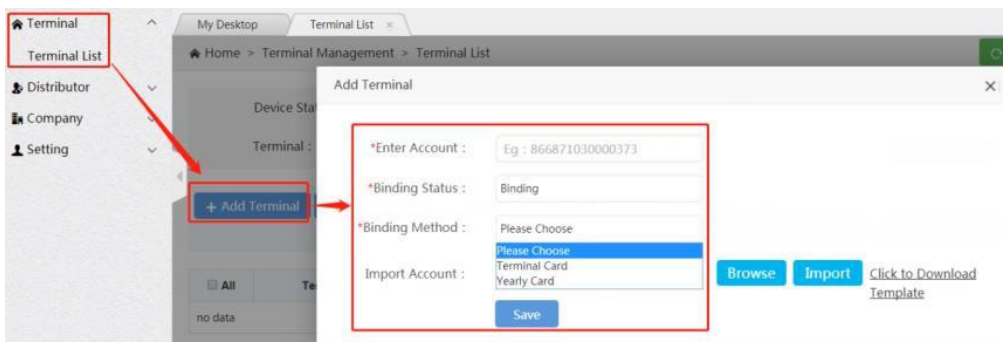 Terminal
Terminal List
Distributor
Company
Setting
My Desktop
Terminal List ×
Home > Terminal Management > Terminal List
Add Terminal
×
Device Sta
Terminal :
+ Add Terminal
All
Te
no data
*Enter Account :
Eg : 866871030000373
*Binding Status :
Binding
*Binding Method :
Please Choose
Please Choose
Terminal Card
Yearly Card
Import Account :
Browse
Import
Click to Download
Template
Save